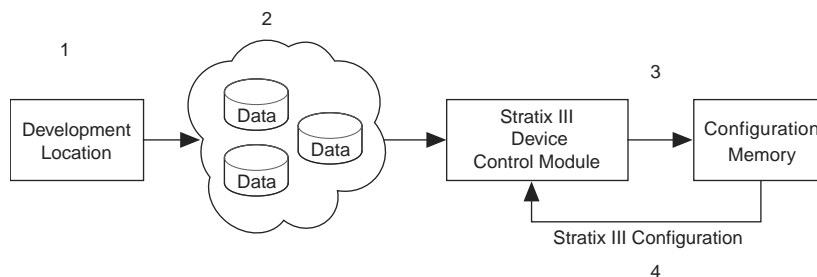 1
2
3
Development
Location
Data
Data
Data
Stratix III
Device
Control Module
Configuration
Memory
Stratix III Configuration
4